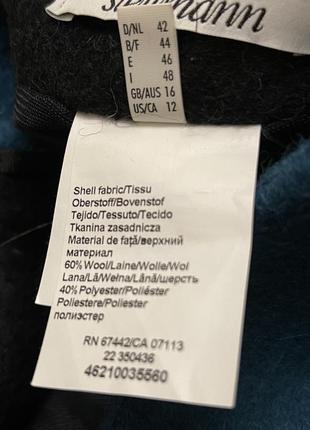 D/NL 42
B/F 44
E 46
I 48
GB/AUS 16
US/CA 12
Shell fabric/Tissu
Oberstoff/Bovenstof
Tejido/Tessuto/Tecido
Tkanina zasadnicza
Material de față/верхний
материал
60% Wool/Laine/Wolle/Wol
Lana/Lã/Wełna/Lână/шерсть
40% Polyester/Poliéster
Poliestere/Poliester
полиэстер
RN 67442/CA 07113
22 350436
46210035560